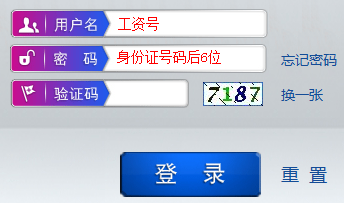 用户名 工资号
密 码 身份证号码后6位 忘记密码
验证码 7187 换一张
登 录 重 置